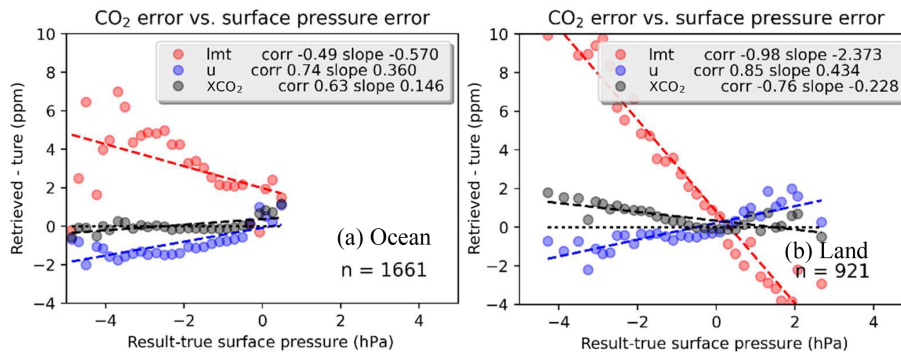 CO2 error vs. surface pressure error
10
8
6
4
2
0
−2
−4
Retrieved - ture (ppm)
lmt corr -0.49 slope -0.570
u corr 0.74 slope 0.360
XCO2 corr 0.63 slope 0.146
(a) Ocean
n = 1661
−4 −2 0 2 4
Result-true surface pressure (hPa)
CO2 error vs. surface pressure error
10
8
6
4
2
0
−2
−4
Retrieved - ture (ppm)
lmt corr -0.98 slope -2.373
u corr 0.85 slope 0.434
XCO2 corr -0.76 slope -0.228
(b) Land
n = 921
−4 −2 0 2 4
Result-true surface pressure (hPa)